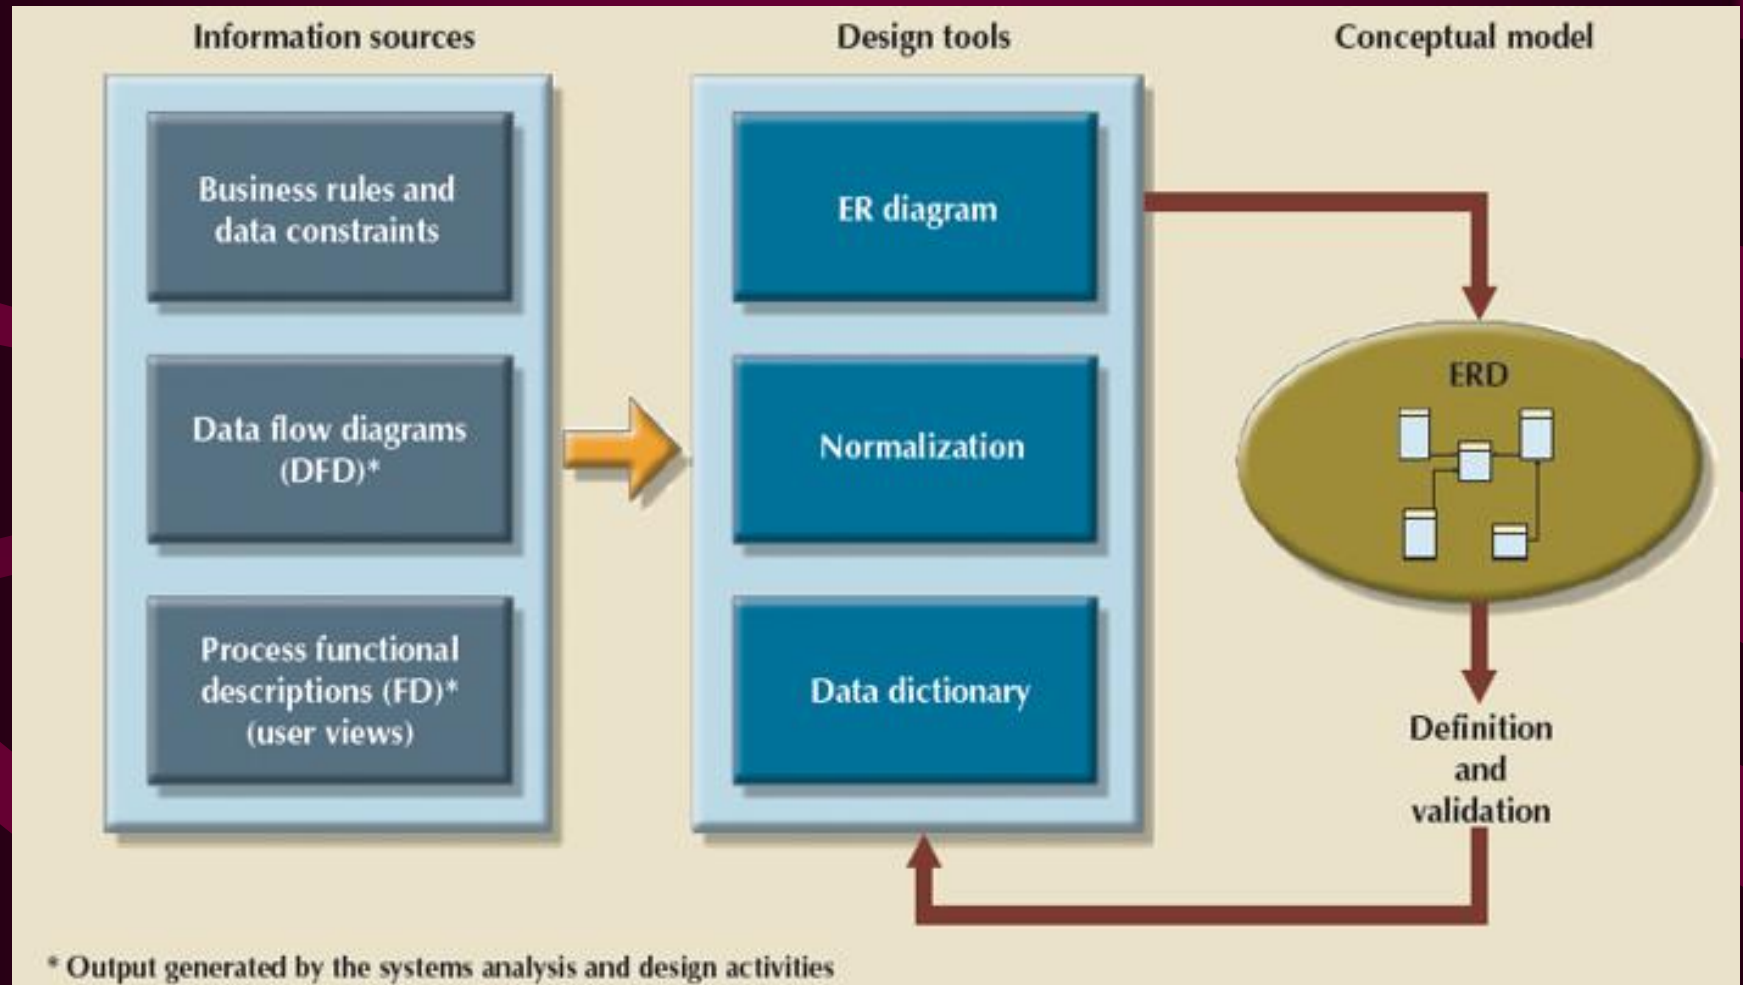 Information sources
Design tools
Conceptual model
Business rules and
data constraints
Data flow diagrams
(DFD)*
Process functional
descriptions (FD)*
(user views)
ER diagram
Normalization
Data dictionary
ERD
Definition
and
validation
* Output generated by the systems analysis and design activities